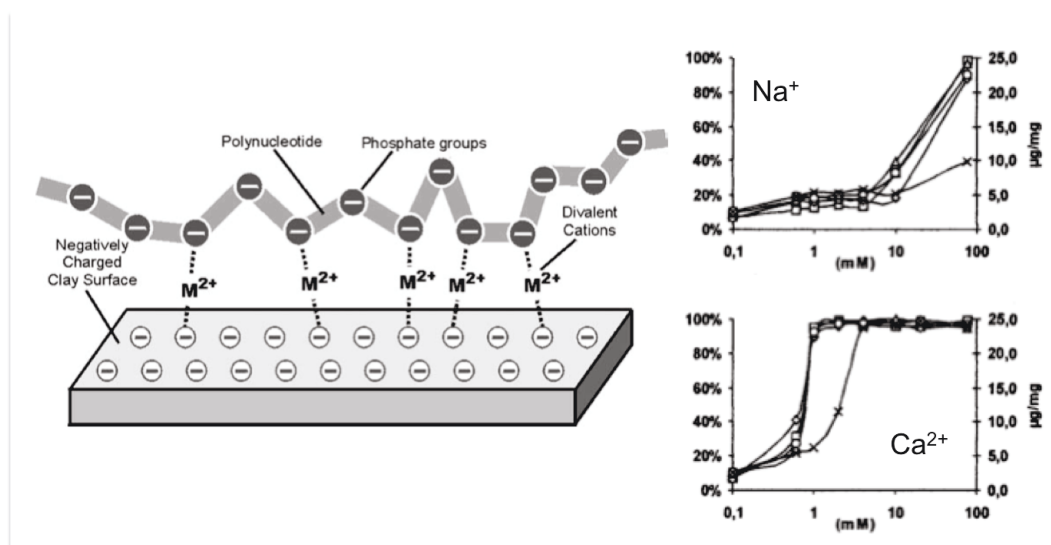 Polynucleotide
Phosphate groups
Negatively
Charged
Clay Surface
Divalent
Cations
M2+
M2+
M2+
M2+
M2+
Na+
100%
80%
60%
40%
20%
0%
25,0
20,0
15,0
10,0
5,0
0,0
µg/mg
0,1
1
10
100
(mM)
Ca2+
100%
80%
60%
40%
20%
0%
25,0
20,0
15,0
10,0
5,0
0,0
µg/mg
0,1
1
10
100
(mM)